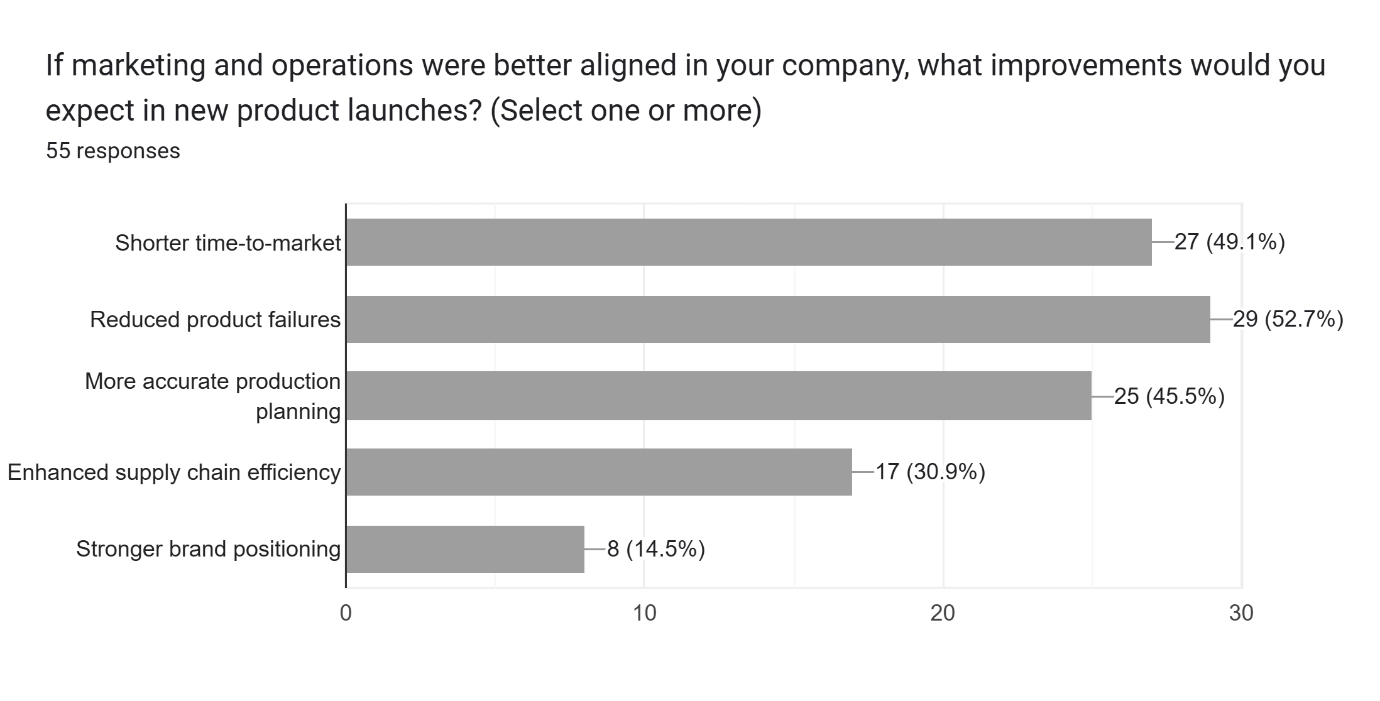 If marketing and operations were better aligned in your company, what improvements would you
expect in new product launches? (Select one or more)
55 responses
Shorter time-to-market
27 (49.1%)
Reduced product failures
29 (52.7%)
More accurate production
planning
25 (45.5%)
Enhanced supply chain efficiency
17 (30.9%)
Stronger brand positioning
8 (14.5%)
0
10
20
30